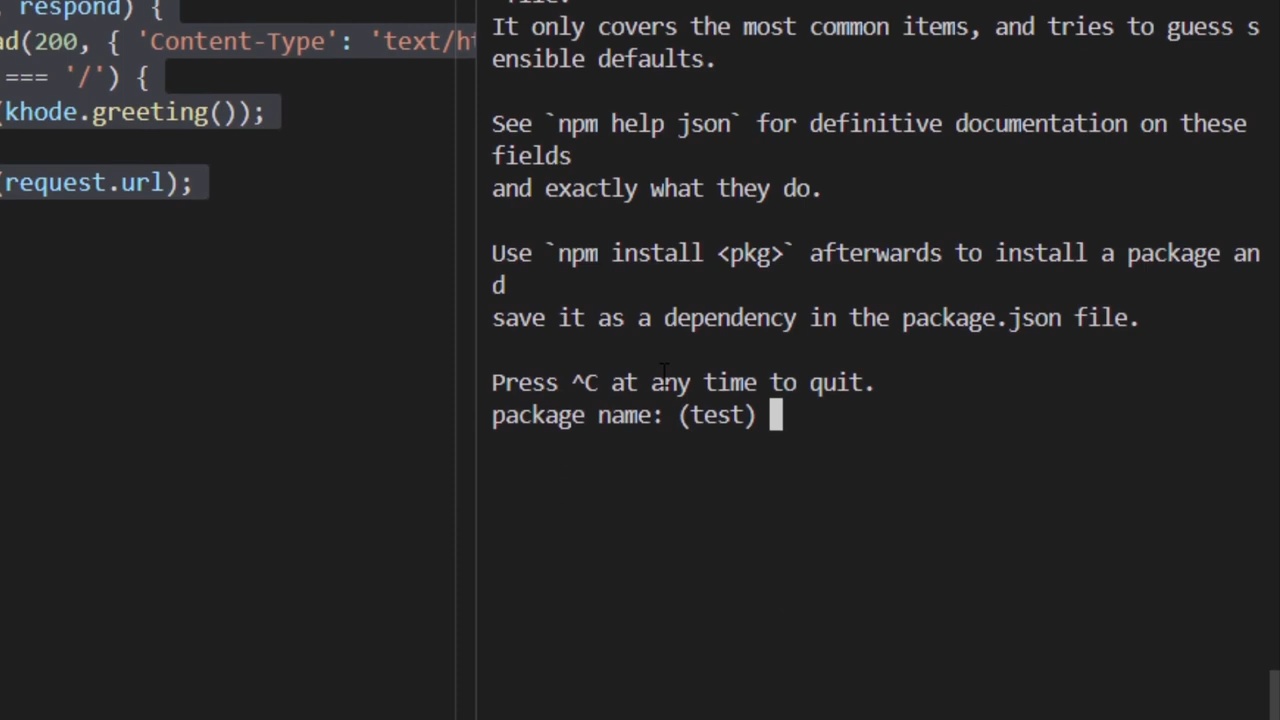 respond) {
ad(200, { 'Content-Type': 'text/ht
=== '/') {
(khode.greeting());
(request.url);
file.
It only covers the most common items, and tries to guess s
ensible defaults.
See `npm help json` for definitive documentation on these
fields
and exactly what they do.
Use `npm install <pkg>` afterwards to install a package an
d
save it as a dependency in the package.json file.
Press ^C at any time to quit.
package name: (test)